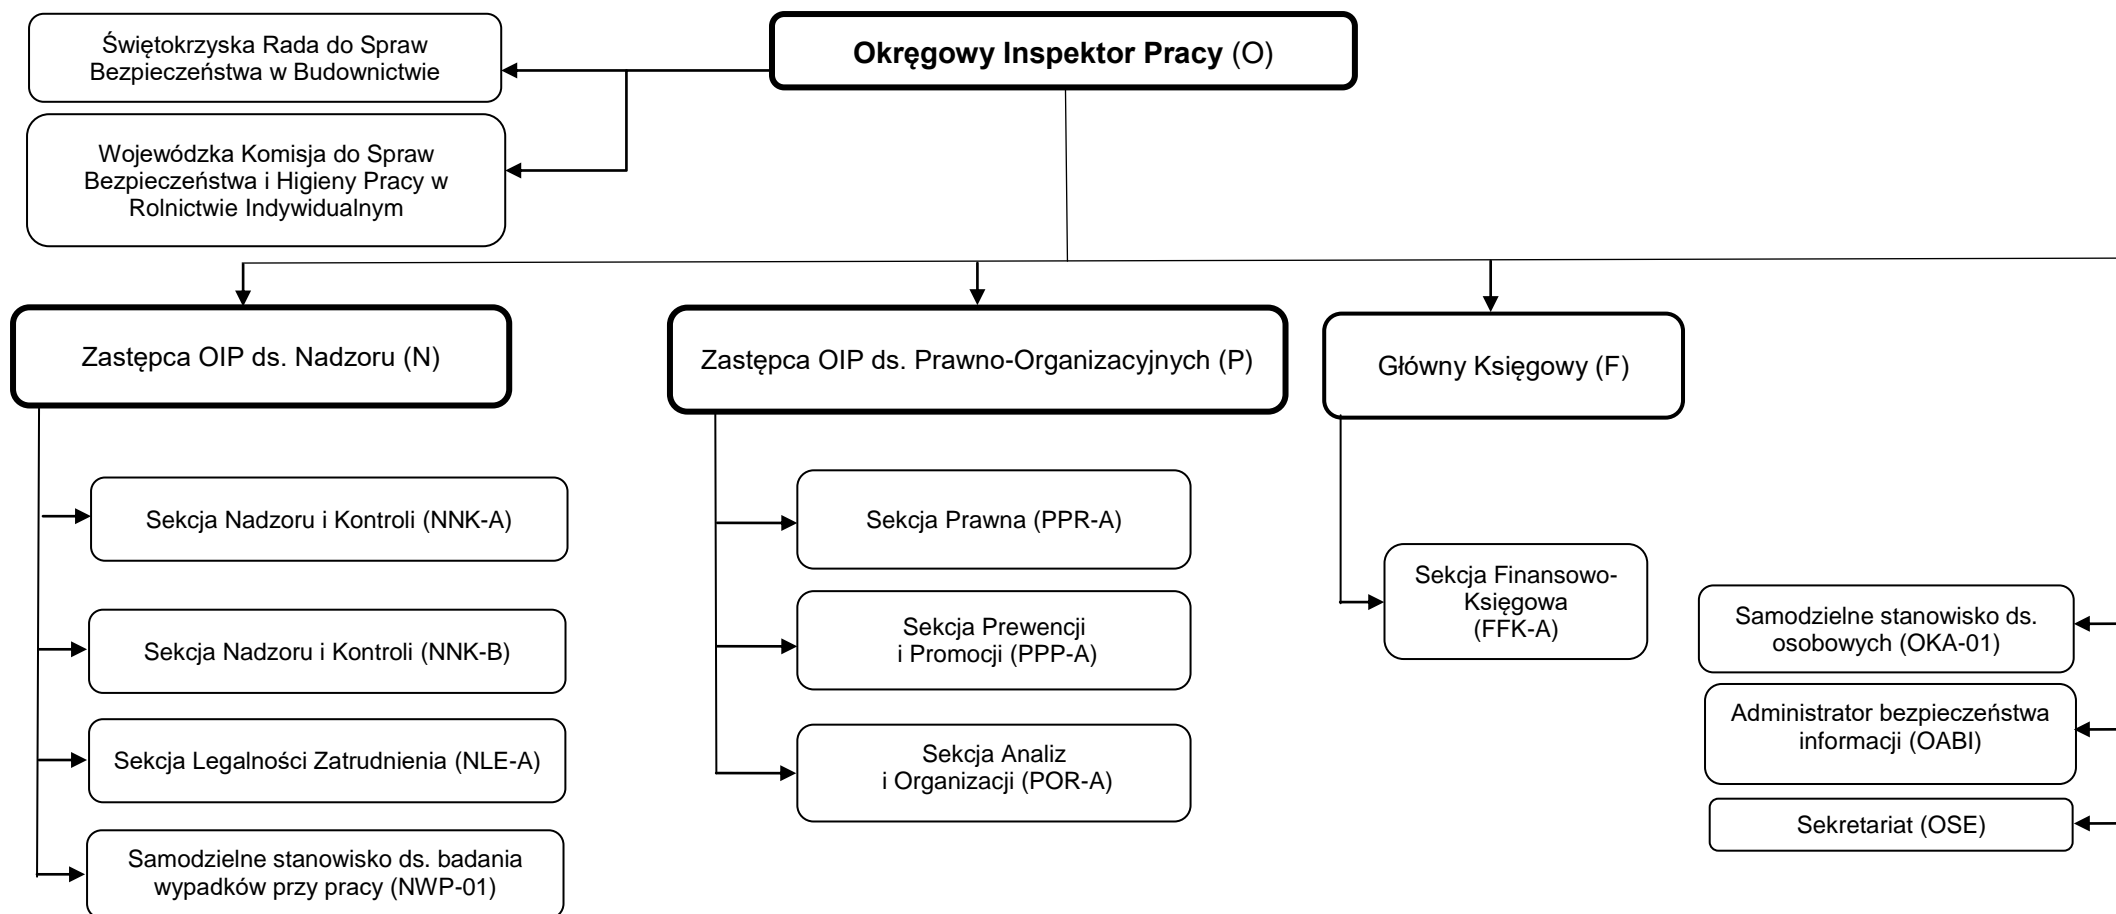 Świętokrzyska Rada do Spraw
Bezpieczeństwa w Budownictwie
Okręgowy Inspektor Pracy (O)
Wojewódzka Komisja do Spraw
Bezpieczeństwa i Higieny Pracy w
Rolnictwie Indywidualnym
Zastępca OIP ds. Nadzoru (N)
Zastępca OIP ds. Prawno-Organizacyjnych (P)
Główny Księgowy (F)
Sekcja Nadzoru i Kontroli (NNK-A)
Sekcja Nadzoru i Kontroli (NNK-B)
Sekcja Legalności Zatrudnienia (NLE-A)
Samodzielne stanowisko ds. badania
wypadków przy pracy (NWP-01)
Sekcja Prawna (PPR-A)
Sekcja Prewencji
i Promocji (PPP-A)
Sekcja Analiz
i Organizacji (POR-A)
Sekcja Finansowo-
Księgowa
(FFK-A)
Samodzielne stanowisko ds.
osobowych (OKA-01)
Administrator bezpieczeństwa
informacji (OABI)
Sekretariat (OSE)